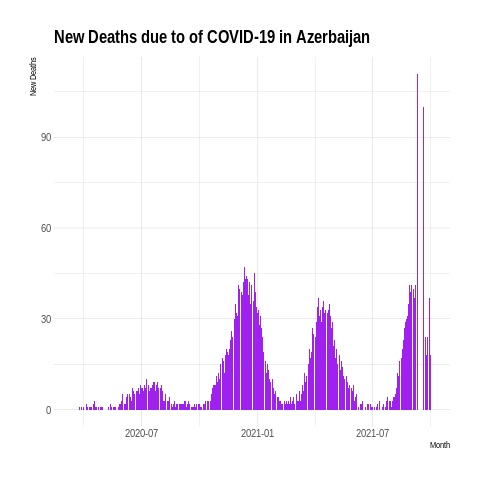 New Deaths due to of COVID-19 in Azerbaijan
New Deaths
90
60
30
0
2020-07 2021-01 2021-07
Month